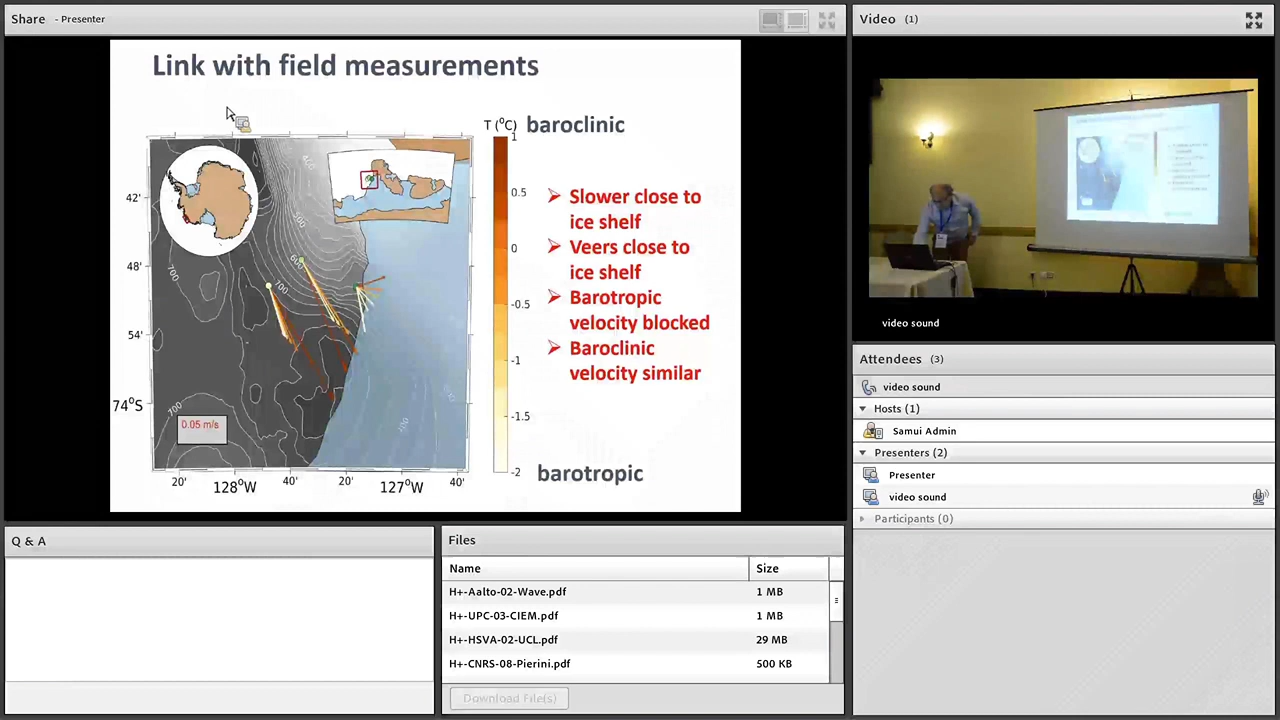 Share - Presenter
Link with field measurements
T (°C)
baroclinic
1
0.5
0
-0.5
-1
-1.5
-2
barotropic
Slower close to
ice shelf
Veers close to
ice shelf
Barotropic
velocity blocked
Baroclinic
velocity similar
42'
48'
54'
74°S
700
600
700
700
0.05 m/s
20'
128°W
40'
20'
127°W
40'
Video (1)
video sound
Attendees (3)
video sound
Hosts (1)
Samui Admin
Presenters (2)
Presenter
video sound
Participants (0)
Q & A
Files
Name Size
H+-Aalto-02-Wave.pdf 1 MB
H+-UPC-03-CIEM.pdf 1 MB
H+-HSVA-02-UCL.pdf 29 MB
H+-CNRS-08-Pierini.pdf 500 KB
Download File(s)